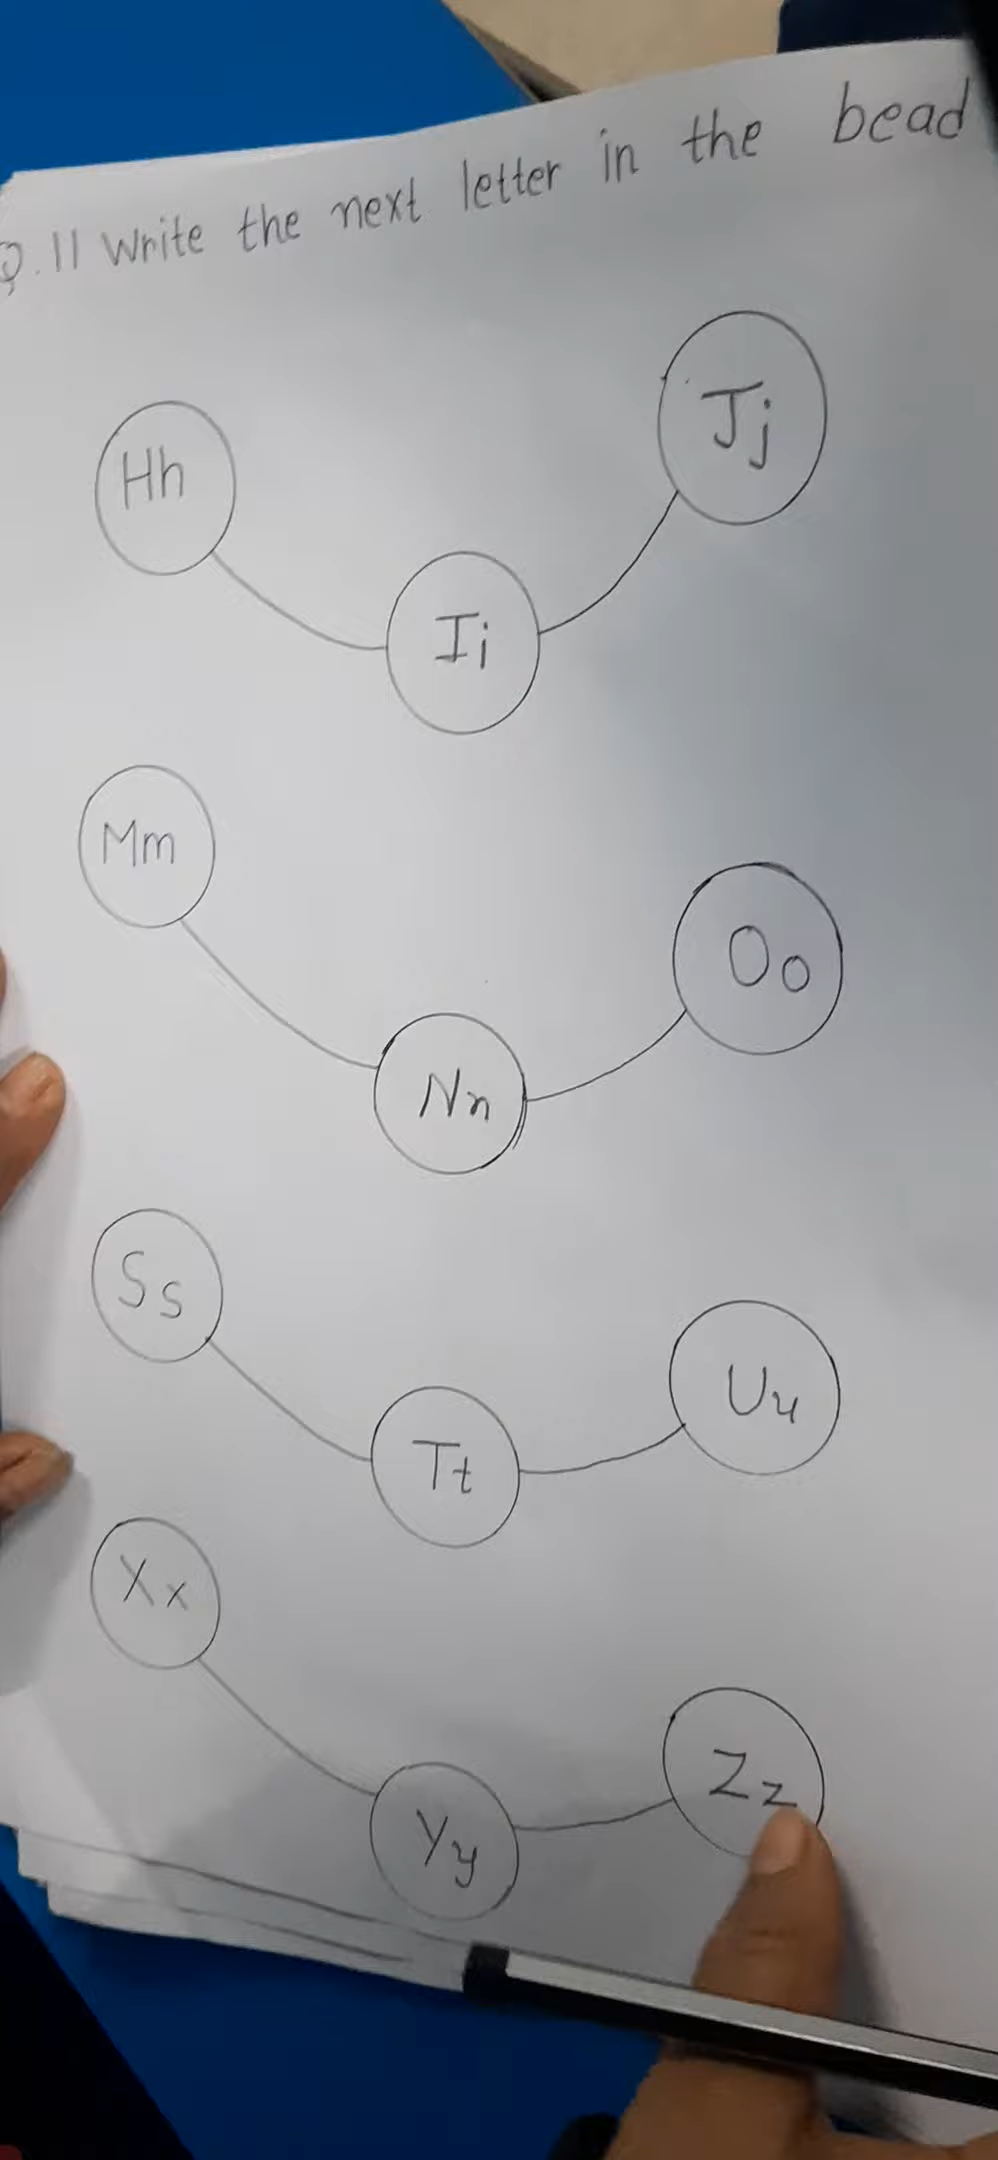 Q.11 Write the next letter in the bead
Hh Ii Jj
Mm Nn Oo
Ss Tt Uu
Xx Yy Zz